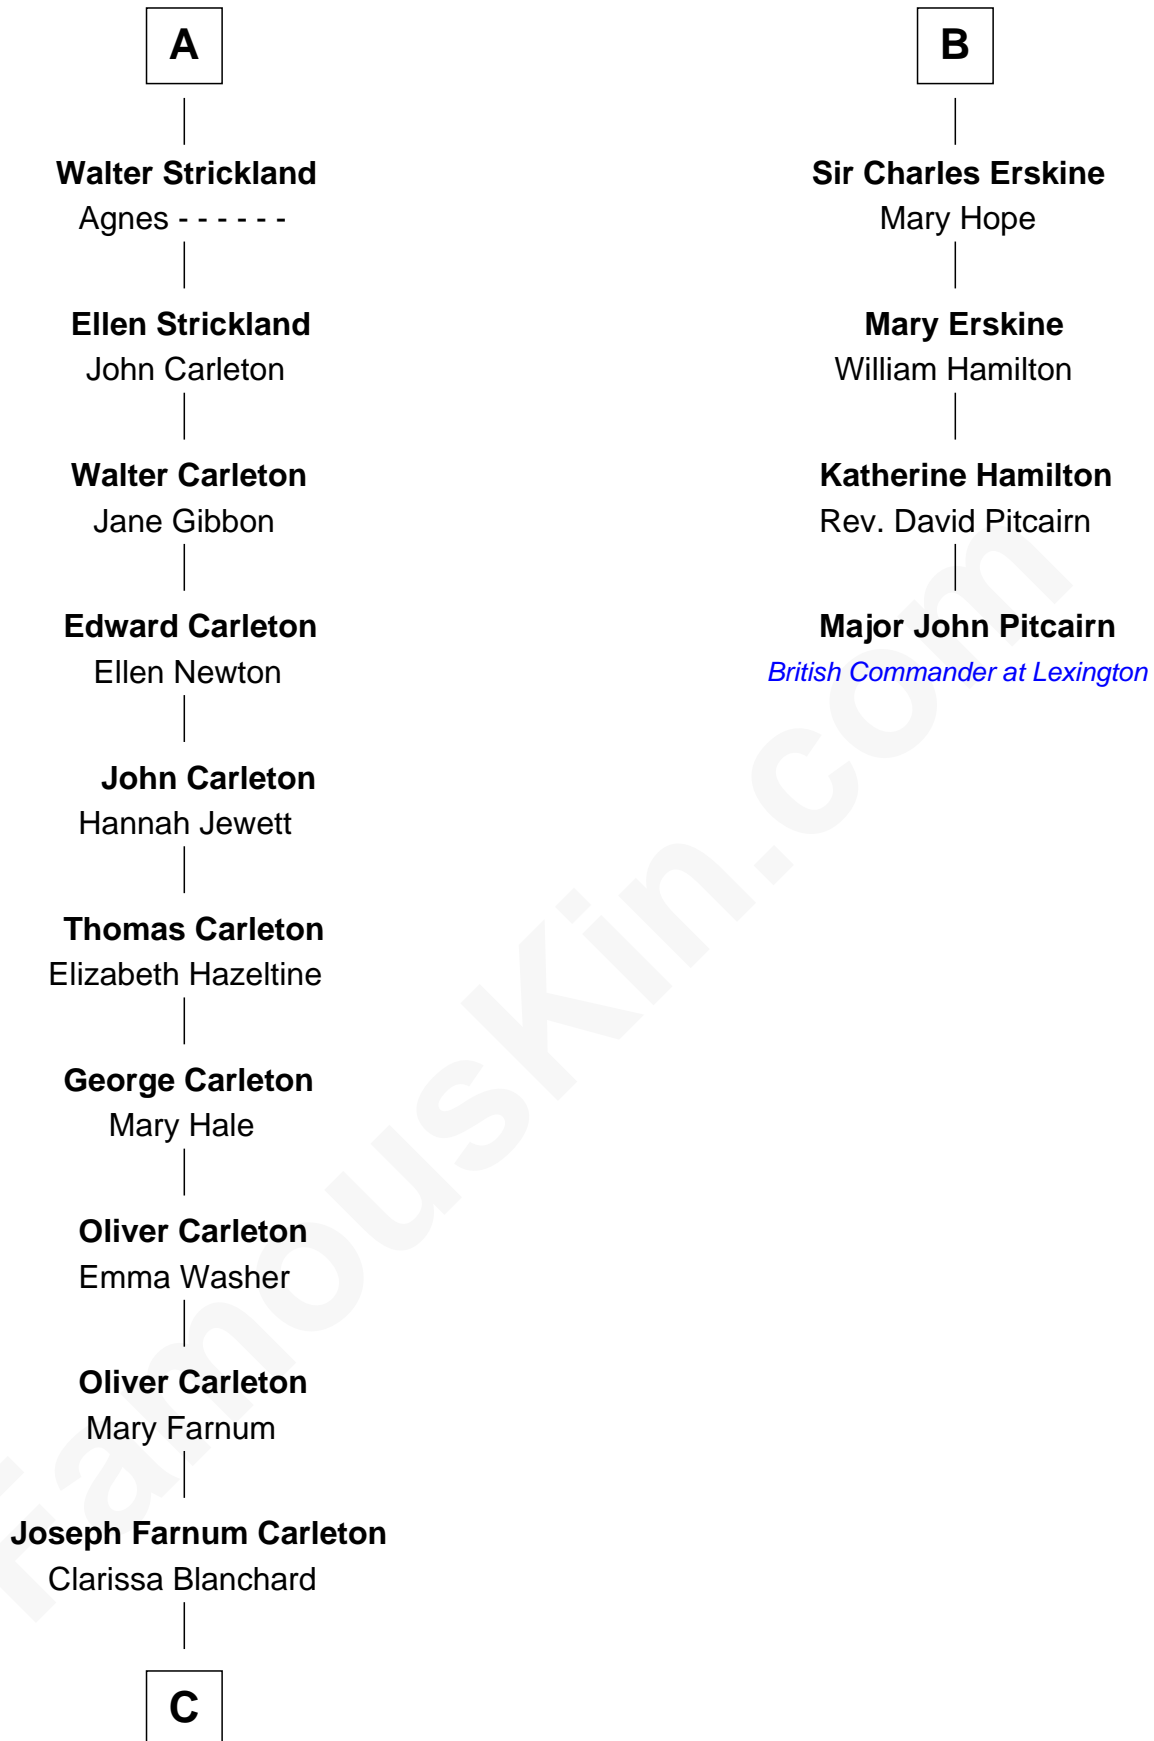 A
Walter Strickland
Agnes - - - - - -
Ellen Strickland
John Carleton
Walter Carleton
Jane Gibbon
Edward Carleton
Ellen Newton
John Carleton
Hannah Jewett
Thomas Carleton
Elizabeth Hazeltine
George Carleton
Mary Hale
Oliver Carleton
Emma Washer
Oliver Carleton
Mary Farnum
Joseph Farnum Carleton
Clarissa Blanchard
C
B
Sir Charles Erskine
Mary Hope
Mary Erskine
William Hamilton
Katherine Hamilton
Rev. David Pitcairn
Major John Pitcairn
British Commander at Lexington
FamousKin.com